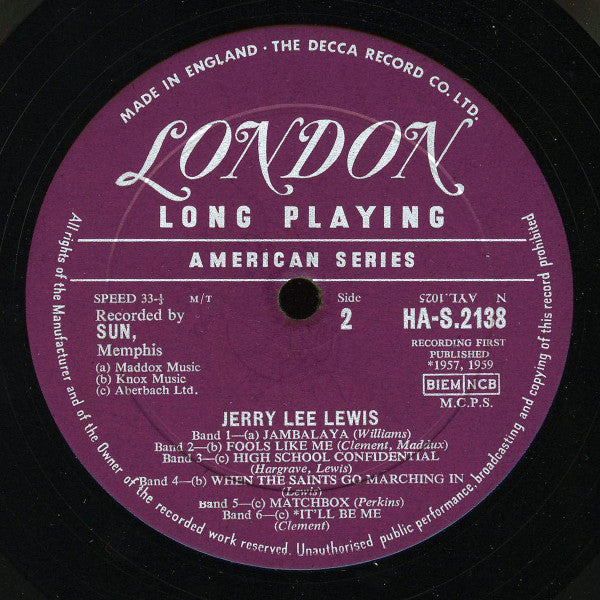 MADE IN ENGLAND · THE DECCA RECORD CO. LTD.
LONDON
LONG PLAYING
AMERICAN SERIES
SPEED 33-⅓ M/T
Recorded by
SUN,
Memphis
(a) Maddox Music
(b) Knox Music
(c) Aberbach Ltd.
Side
2
N AYL.1025
HA-S.2138
RECORDING FIRST
PUBLISHED
*1957, 1959
BIEM NCB
M.C.P.S.
JERRY LEE LEWIS
Band 1—(a) JAMBALAYA (Williams)
Band 2—(b) FOOLS LIKE ME (Clement, Maddux)
Band 3—(c) HIGH SCHOOL CONFIDENTIAL
(Hargrave, Lewis)
Band 4—(b) WHEN THE SAINTS GO MARCHING IN
(Lewis)
Band 5—(c) MATCHBOX (Perkins)
Band 6—(c) *IT'LL BE ME
(Clement)
All rights of the Manufacturer and of the Owner of the recorded work reserved. Unauthorised public performance, broadcasting and copying of this record prohibited